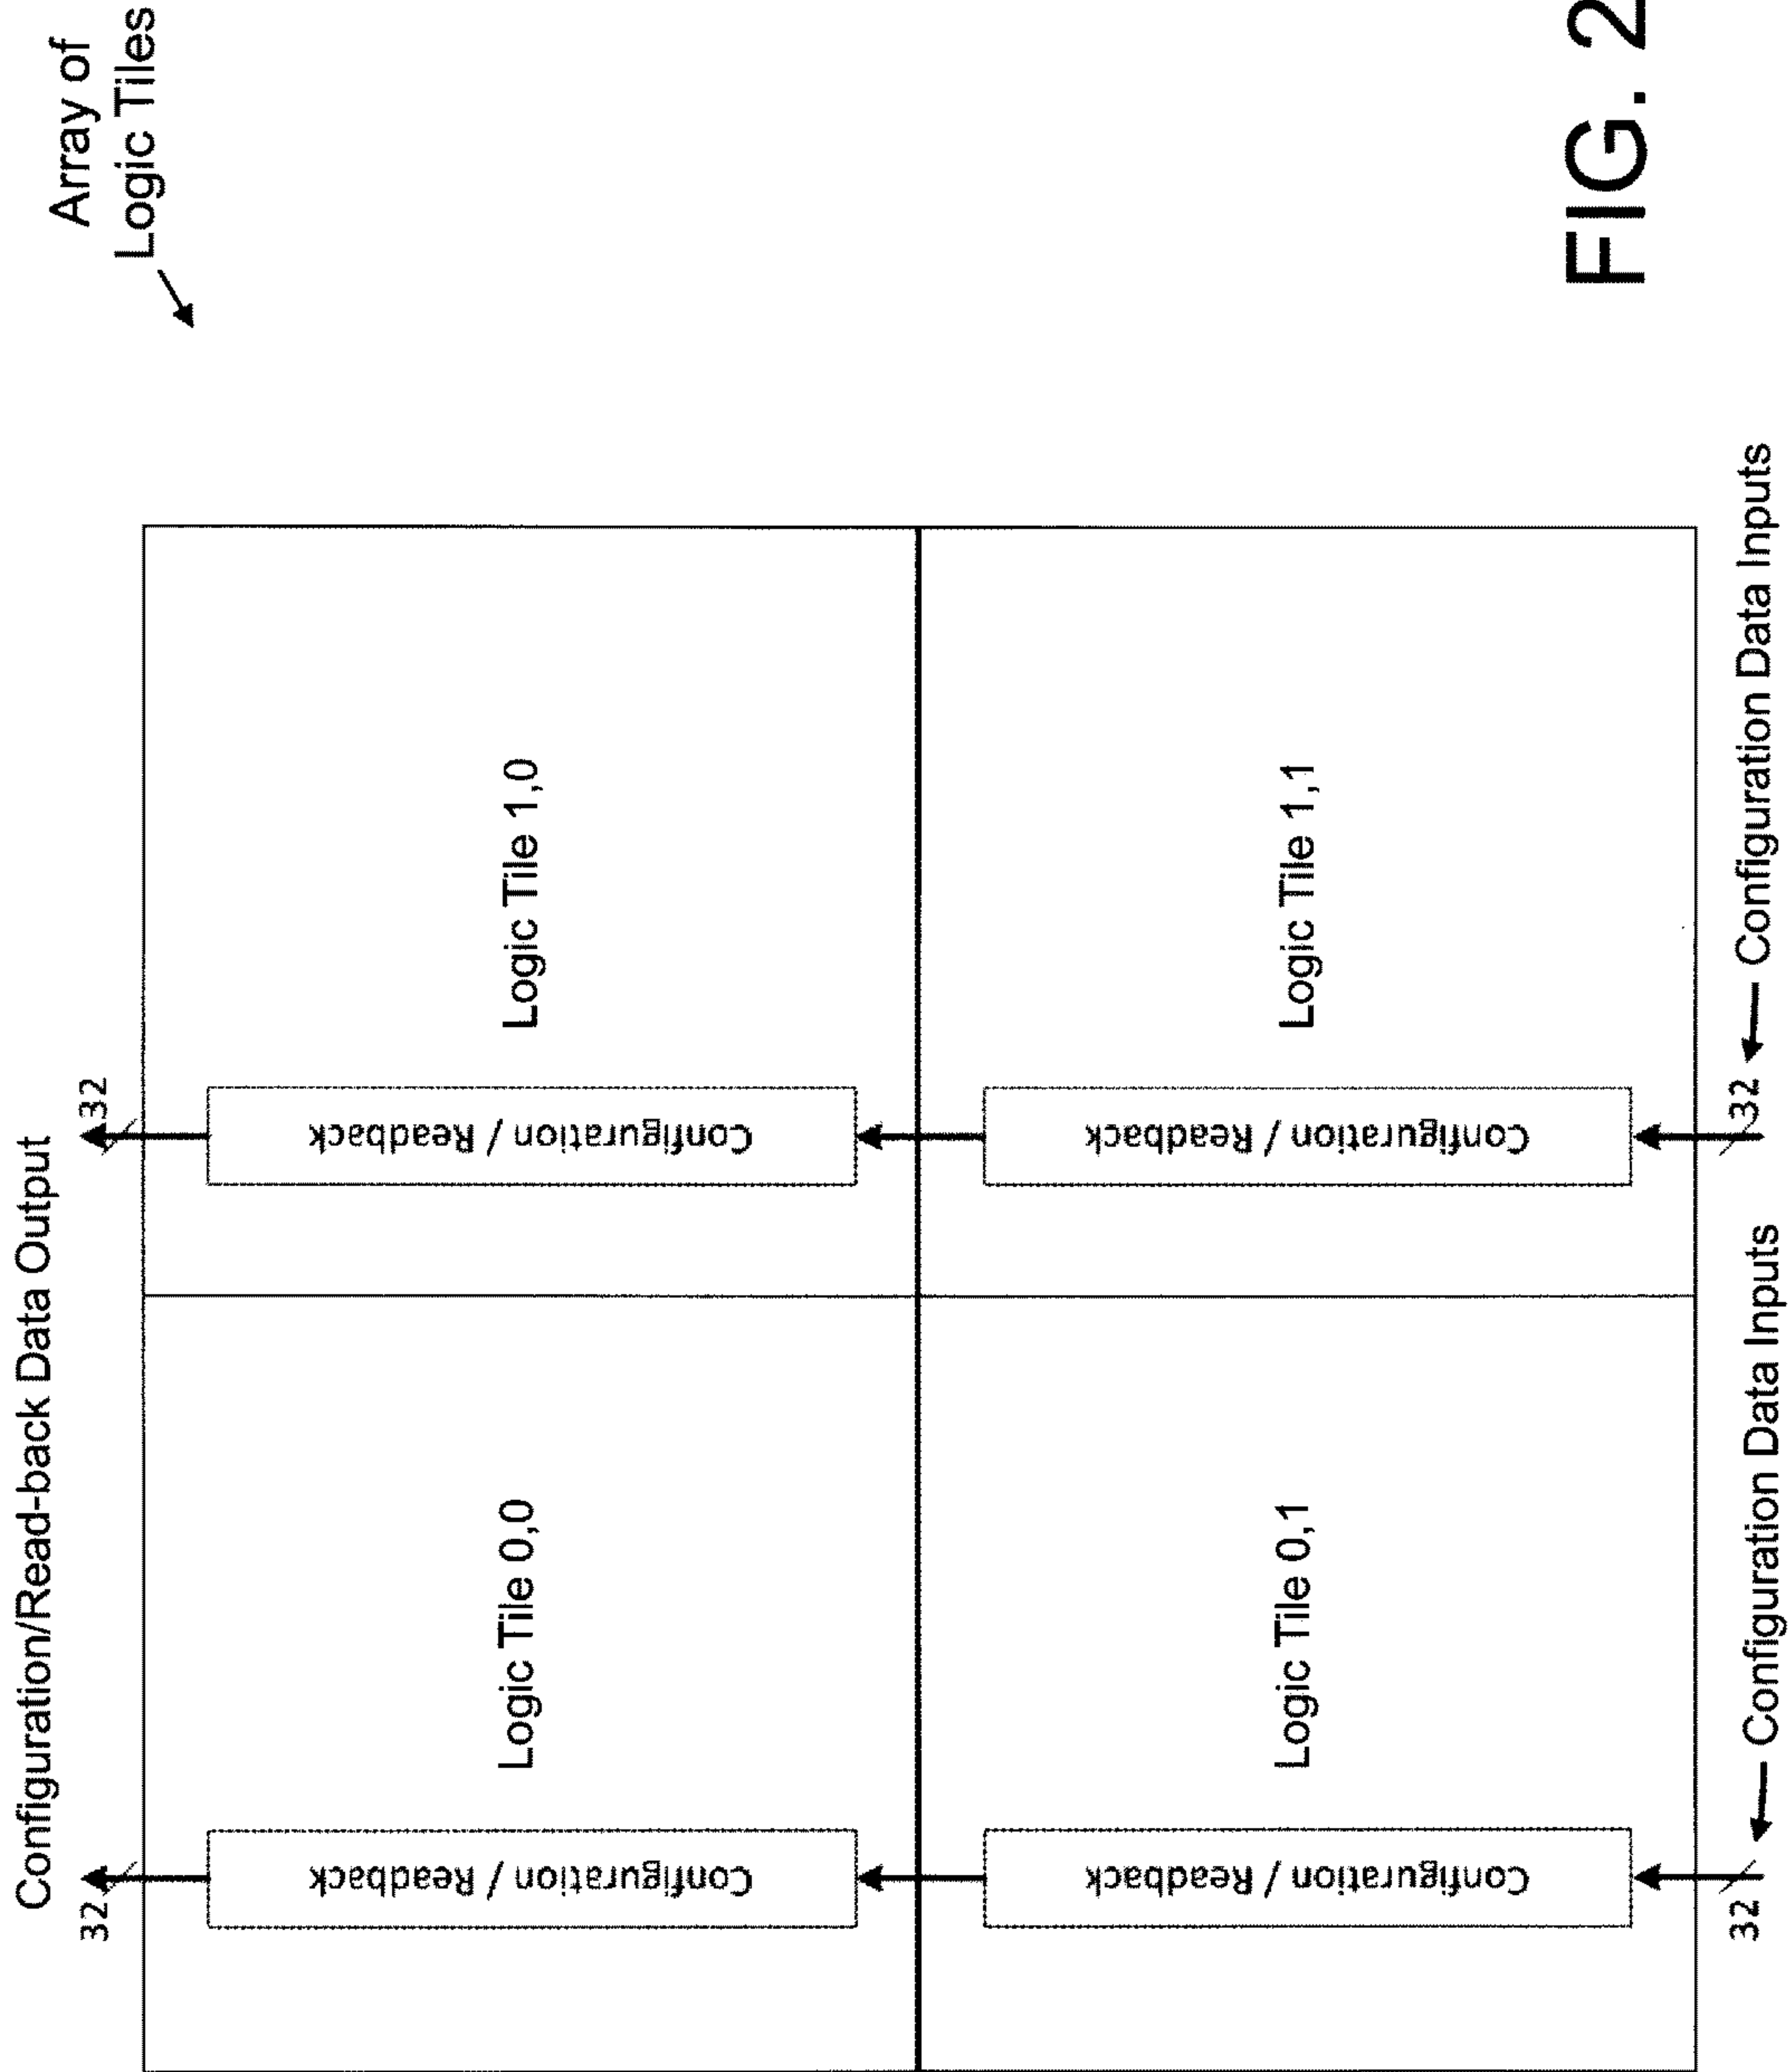 Array of
Logic Tiles
Configuration/Read-back Data Output
32
32
Configuration / Readback
Logic Tile 0,0
Configuration / Readback
Logic Tile 1,0
Configuration / Readback
Logic Tile 0,1
Configuration / Readback
Logic Tile 1,1
32
Configuration Data Inputs
32
Configuration Data Inputs
FIG. 2